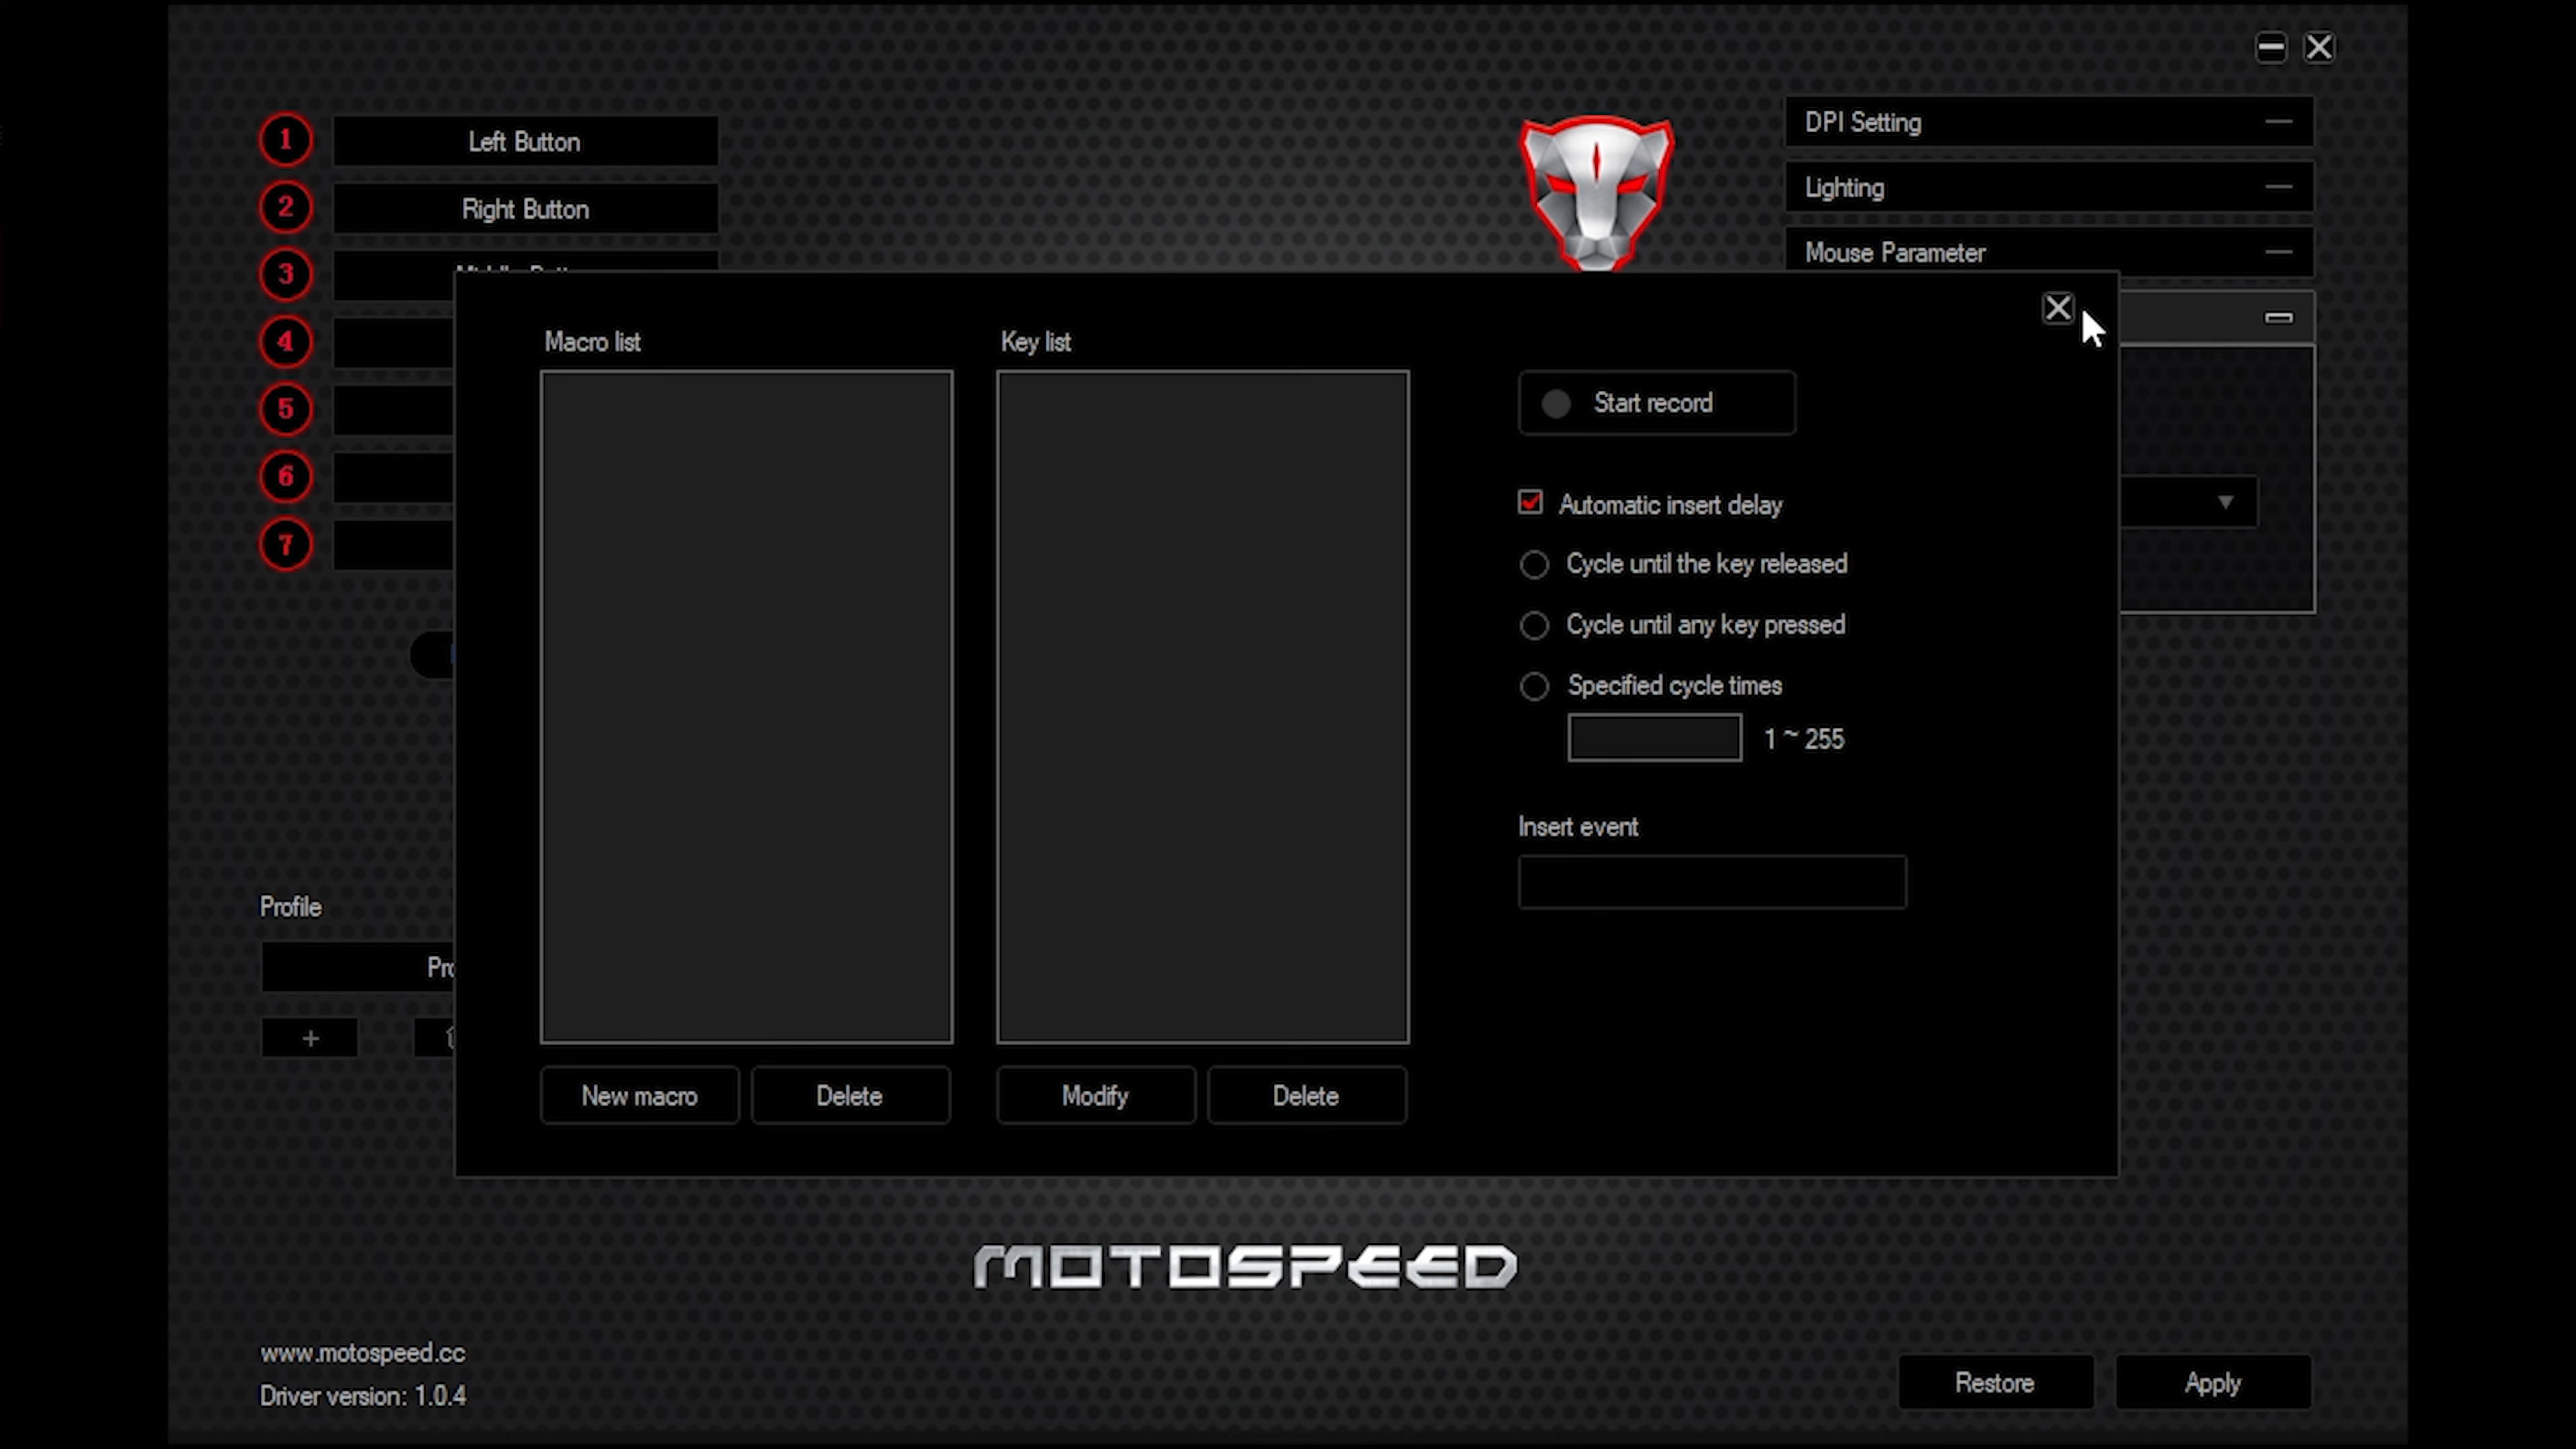 1 Left Button
2 Right Button
3
4
5
6
7
DPI Setting
Lighting
Mouse Parameter
Macro list
Key list
Start record
Automatic insert delay
Cycle until the key released
Cycle until any key pressed
Specified cycle times
1 ~ 255
Insert event
New macro
Delete
Modify
Delete
Profile
+
MOTOSPEED
www.motospeed.cc
Driver version: 1.0.4
Restore
Apply